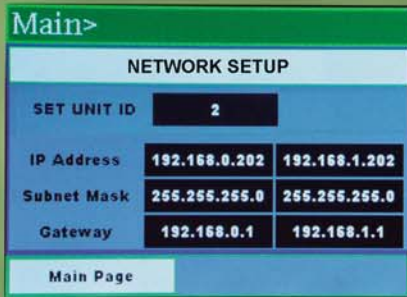 Main>
NETWORK SETUP
SET UNIT ID 2
IP Address 192.168.0.202 192.168.1.202
Subnet Mask 255.255.255.0 255.255.255.0
Gateway 192.168.0.1 192.168.1.1
Main Page